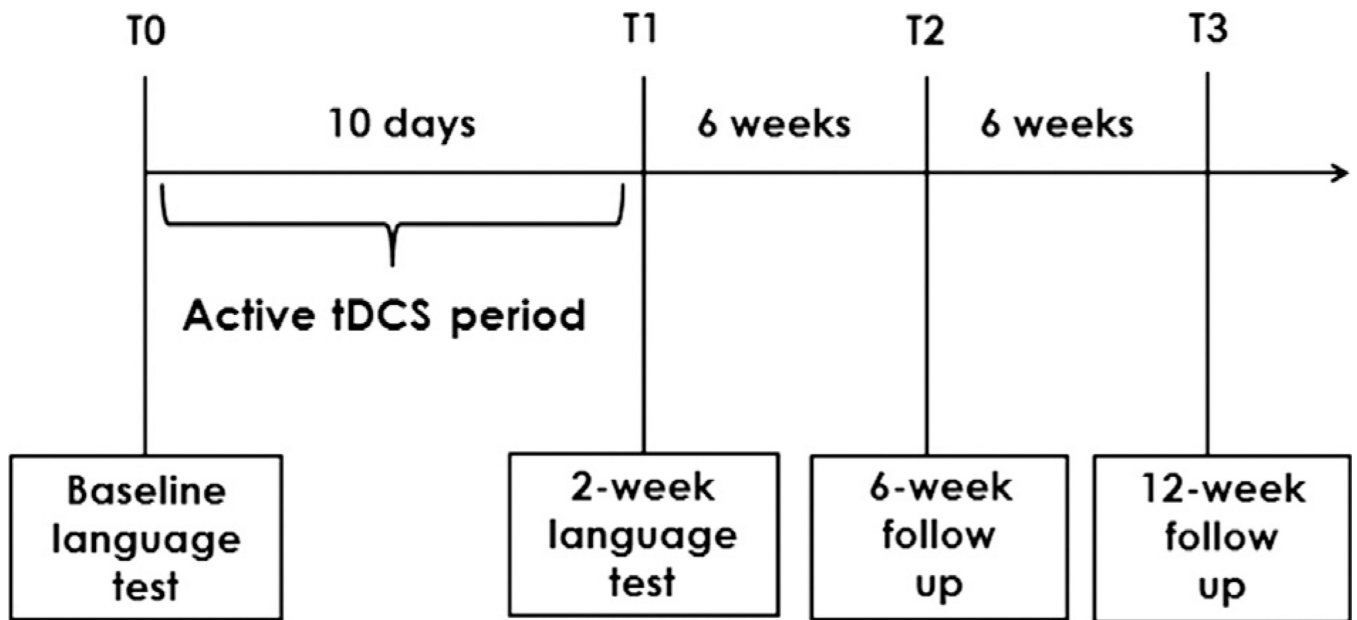 T0
T1
T2
T3
10 days
6 weeks
6 weeks
Active tDCS period
Baseline
language
test
2-week
language
test
6-week
follow
up
12-week
follow
up